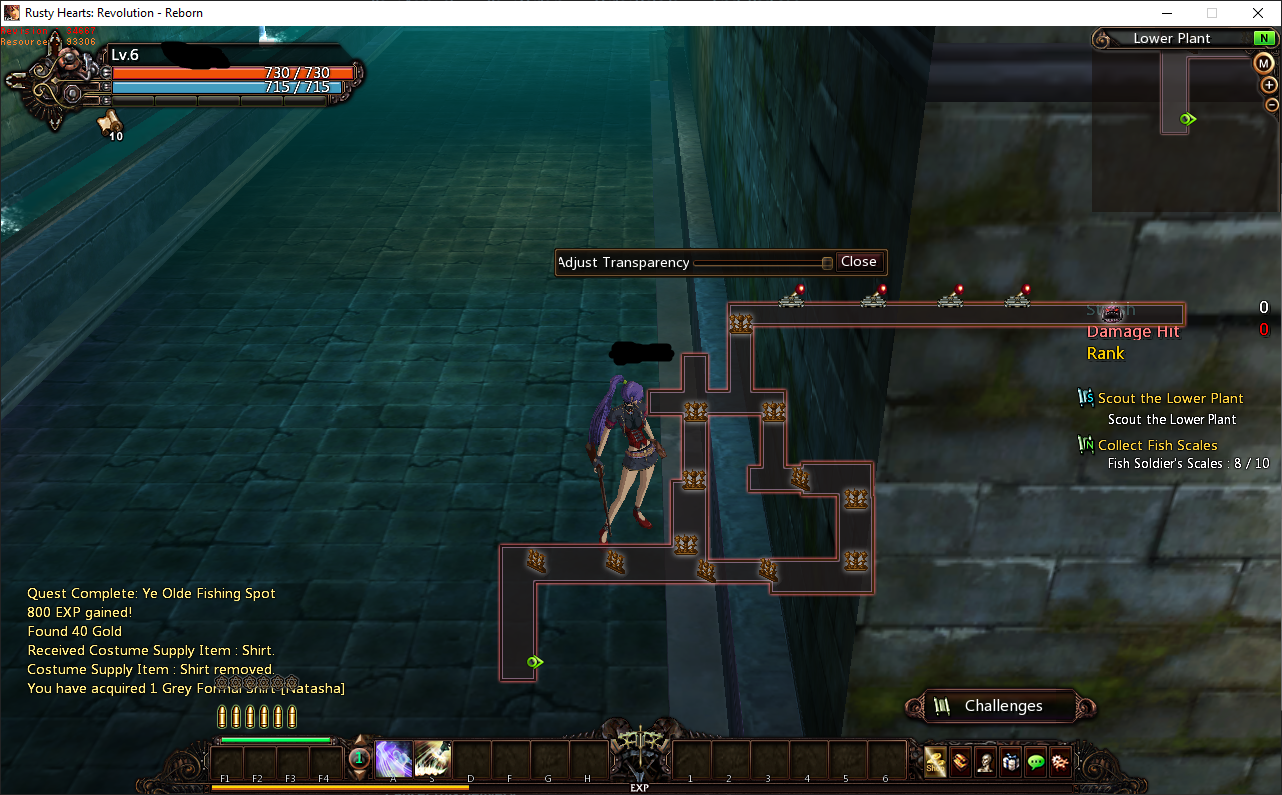 Rusty Hearts: Revolution - Reborn
Resource 93306
Lv.6
730 / 730
715 / 715
10
Lower Plant
N
M
Adjust Transparency
Close
0
Damage Hit
0
Rank
Scout the Lower Plant
Scout the Lower Plant
Collect Fish Scales
Fish Soldier's Scales : 8 / 10
Quest Complete: Ye Olde Fishing Spot
800 EXP gained!
Found 40 Gold
Received Costume Supply Item : Shirt.
Costume Supply Item : Shirt removed.
You have acquired 1 Grey Formal Shirt [Natasha]
Challenges
1
F1 F2 F3 F4 A S D F G H 1 2 3 4 5 6
Shop
EXP